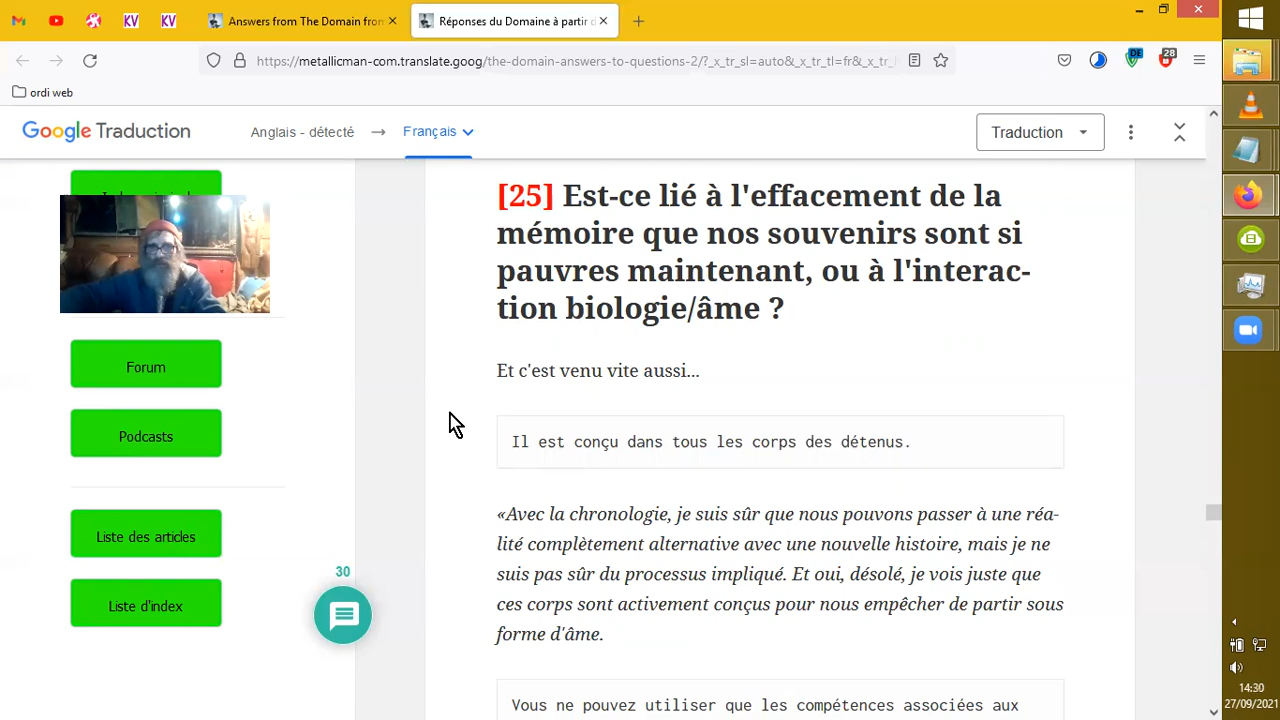 Answers from The Domain from
Réponses du Domaine à partir d
https://metallicman-com.translate.goog/the-domain-answers-to-questions-2/?_x_tr_sl=auto&_x_tr_tl=fr&_x_tr_
DE
28
ordi web
Google Traduction
Anglais - détecté
Français
Traduction
[25] Est-ce lié à l'effacement de la
mémoire que nos souvenirs sont si
pauvres maintenant, ou à l'interac-
tion biologie/âme ?
Et c'est venu vite aussi...
Il est conçu dans tous les corps des détenus.
«Avec la chronologie, je suis sûr que nous pouvons passer à une réa-
lité complètement alternative avec une nouvelle histoire, mais je ne
suis pas sûr du processus impliqué. Et oui, désolé, je vois juste que
ces corps sont activement conçus pour nous empêcher de partir sous
forme d'âme.
Vous ne pouvez utiliser que les compétences associées aux
Forum
Podcasts
Liste des articles
Liste d'index
30
14:30
27/09/2021